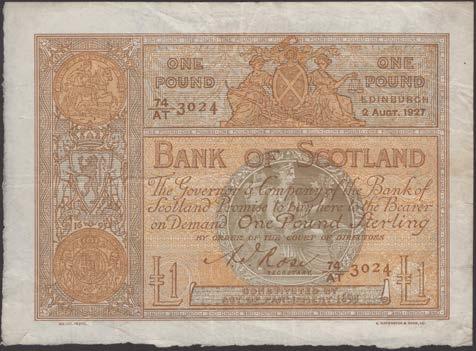 ONE ONE
POUND POUND
74/AT 3024 EDINBURGH
2 AUGT. 1927
BANK OF SCOTLAND
The Governor & Company of the Bank of
Scotland Promise to pay here to the Bearer
on Demand One Pound Sterling
BY ORDER OF THE COURT OF DIRECTORS
SECRETARY
74/AT 3024
£1 £1
CONSTITUTED BY
ACT OF PARLIAMENT 1695